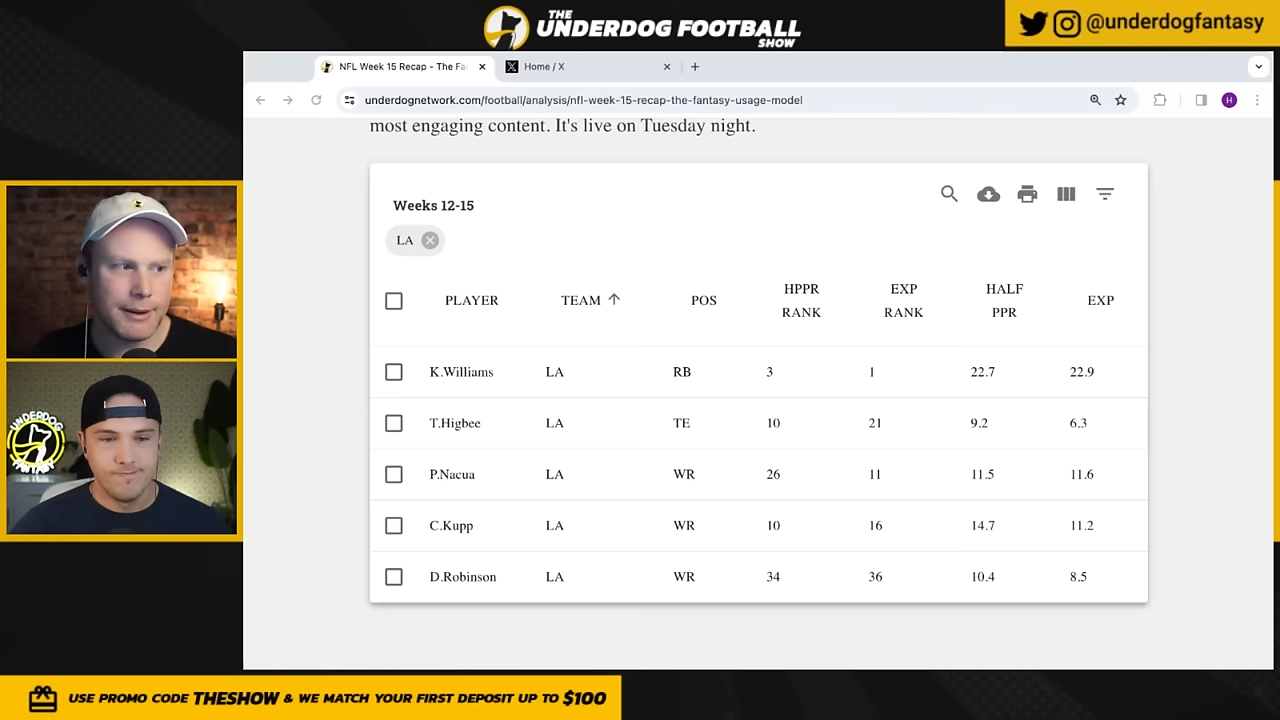 THE
UNDERDOG FOOTBALL
SHOW
@underdogfantasy
NFL Week 15 Recap - The Fa
Home / X
underdognetwork.com/football/analysis/nfl-week-15-recap-the-fantasy-usage-model
H
most engaging content. It's live on Tuesday night.
Weeks 12-15
LA
PLAYER TEAM POS HPPR RANK EXP RANK HALF PPR EXP
K.Williams LA RB 3 1 22.7 22.9
T.Higbee LA TE 10 21 9.2 6.3
P.Nacua LA WR 26 11 11.5 11.6
C.Kupp LA WR 10 16 14.7 11.2
D.Robinson LA WR 34 36 10.4 8.5
UNDERDOG
FANTASY
USE PROMO CODE THESHOW & WE MATCH YOUR FIRST DEPOSIT UP TO $100